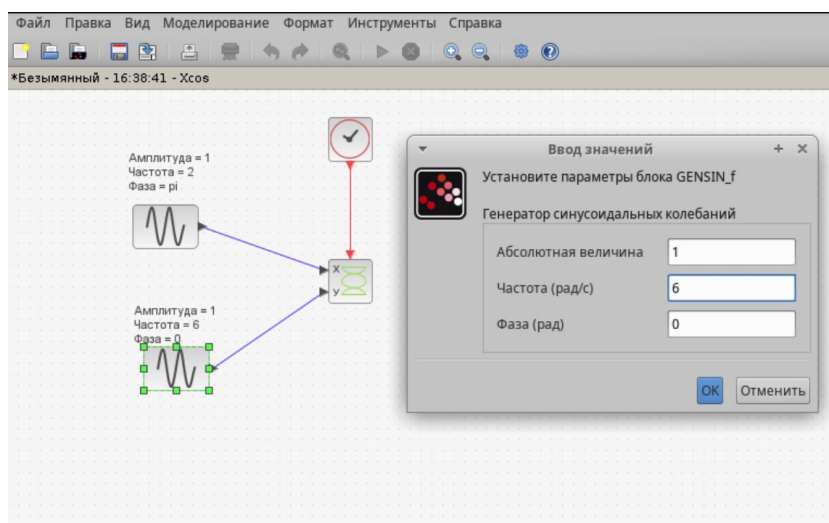 Файл Правка Вид Моделирование Формат Инструменты Справка
*Безымянный - 16:38:41 - Xcos
Амплитуда = 1
Частота = 2
Фаза = pi
X
y
Амплитуда = 1
Частота = 6
Фаза = 0
Ввод значений
Установите параметры блока GENSIN_f
Генератор синусоидальных колебаний
Абсолютная величина 1
Частота (рад/с) 6
Фаза (рад) 0
OK Отменить